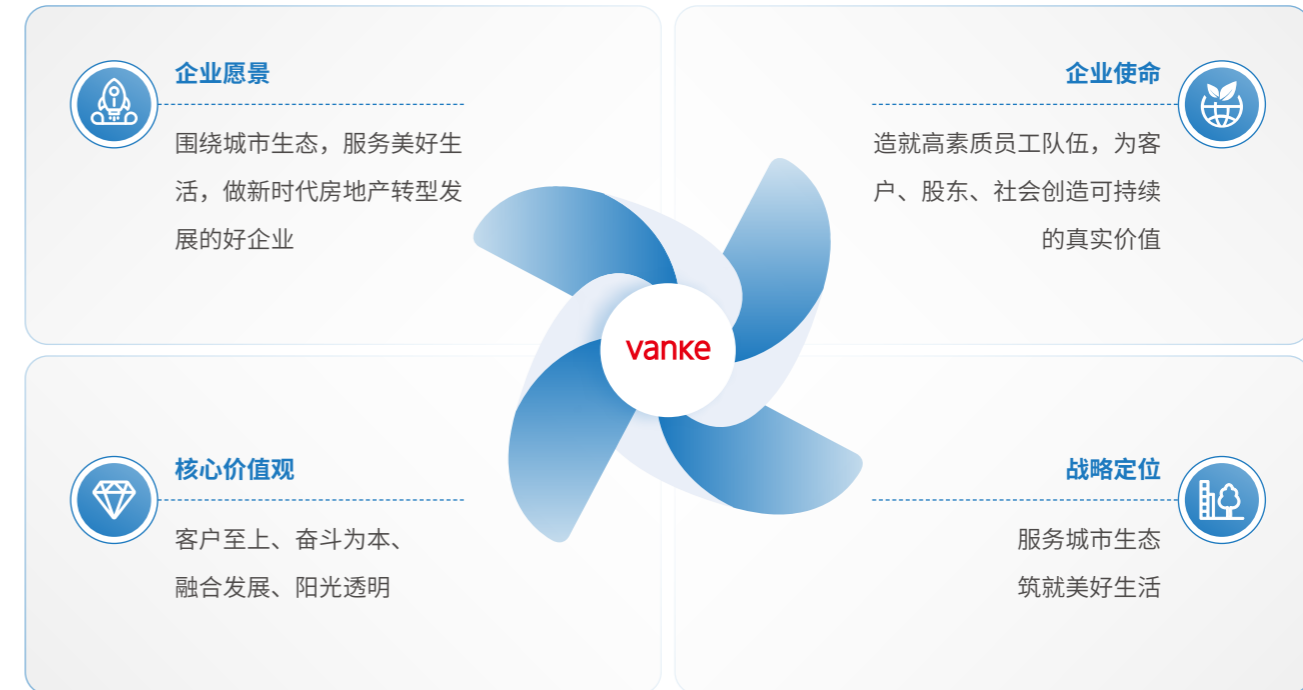 企业愿景
围绕城市生态，服务美好生
活，做新时代房地产转型发
展的好企业
企业使命
造就高素质员工队伍，为客
户、股东、社会创造可持续
的真实价值
vanke
核心价值观
客户至上、奋斗为本、
融合发展、阳光透明
战略定位
服务城市生态
筑就美好生活